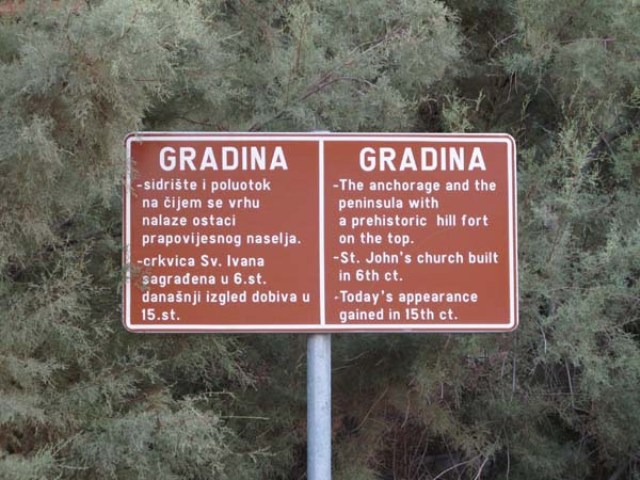 GRADINA
-sidrište i poluotok
na čijem se vrhu
nalaze ostaci
prapovijesnog naselja.
-crkvica Sv. Ivana
sagrađena u 6.st.
današnji izgled dobiva u
15.st.
GRADINA
-The anchorage and the
peninsula with
a prehistoric hill fort
on the top.
-St. John's church built
in 6th ct.
-Today's appearance
gained in 15th ct.